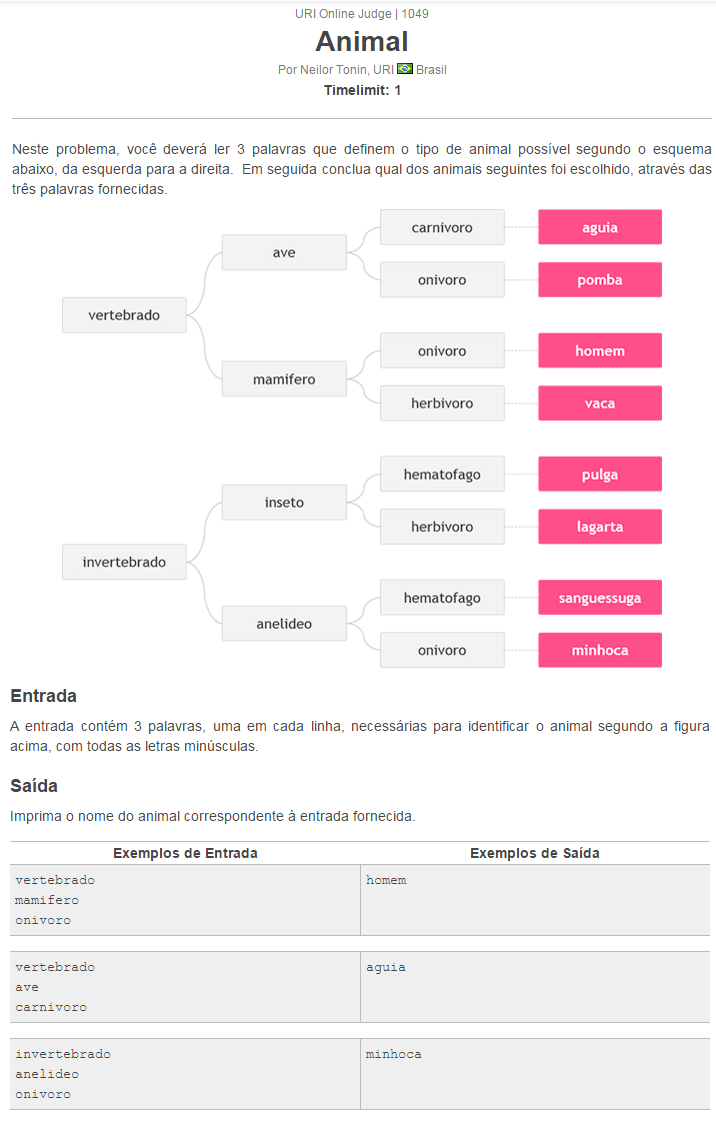 URI Online Judge | 1049
Animal
Por Neilor Tonin, URI Brasil
Timelimit: 1
Neste problema, você deverá ler 3 palavras que definem o tipo de animal possível segundo o esquema
abaixo, da esquerda para a direita. Em seguida conclua qual dos animais seguintes foi escolhido, através das
três palavras fornecidas.
carnivoro aguia
ave
onivoro pomba
vertebrado
onivoro homem
mamifero
herbivoro vaca
hematofago pulga
inseto
herbivoro lagarta
invertebrado
hematofago sanguessuga
anelideo
onivoro minhoca
Entrada
A entrada contém 3 palavras, uma em cada linha, necessárias para identificar o animal segundo a figura
acima, com todas as letras minúsculas.
Saída
Imprima o nome do animal correspondente à entrada fornecida.
Exemplos de Entrada Exemplos de Saída
vertebrado homem
mamifero
onivoro
vertebrado aguia
ave
carnivoro
invertebrado minhoca
anelideo
onivoro